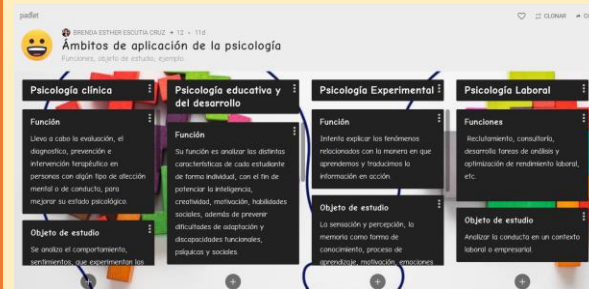 padlet
CLONAR
BRENDA ESTHER ESCUTIA CRUZ + 12 • 11d
Ámbitos de aplicación de la psicología
Funciones, objeto de estudio, ejemplo
Psicología clínica
Función
Lleva a cabo la evaluación, el
diagnostico, prevención e
intervención terapéutica en
personas con algún tipo de afección
mental o de conducta, para
mejorar su estado psicológico.
Objeto de estudio
Se analiza el comportamiento,
sentimientos, que experimentan las
Psicología educativa y
del desarrollo
Función
Su función es analizar las distintas
características de cada estudiante
de forma individual, con el fin de
potenciar la inteligencia,
creatividad, motivación, habilidades
sociales, además de prevenir
dificultades de adaptación y
discapacidades funcionales,
psíquicas y sociales
Psicología Experimental
Función
Intenta explicar los fenómenos
relacionados con la manera en que
aprendemos y traducimos la
información en acción
Objeto de estudio
La sensación y percepción, la
memoria como forma de
conocimiento, proceso de
aprendizaje, motivación, emociones
Psicología Laboral
Funciones
Reclutamiento, consultoría,
desarrolla tareas de análisis y
optimización de rendimiento laboral,
etc.
Objeto de estudio
Analizar la conducta en un contexto
laboral o empresarial